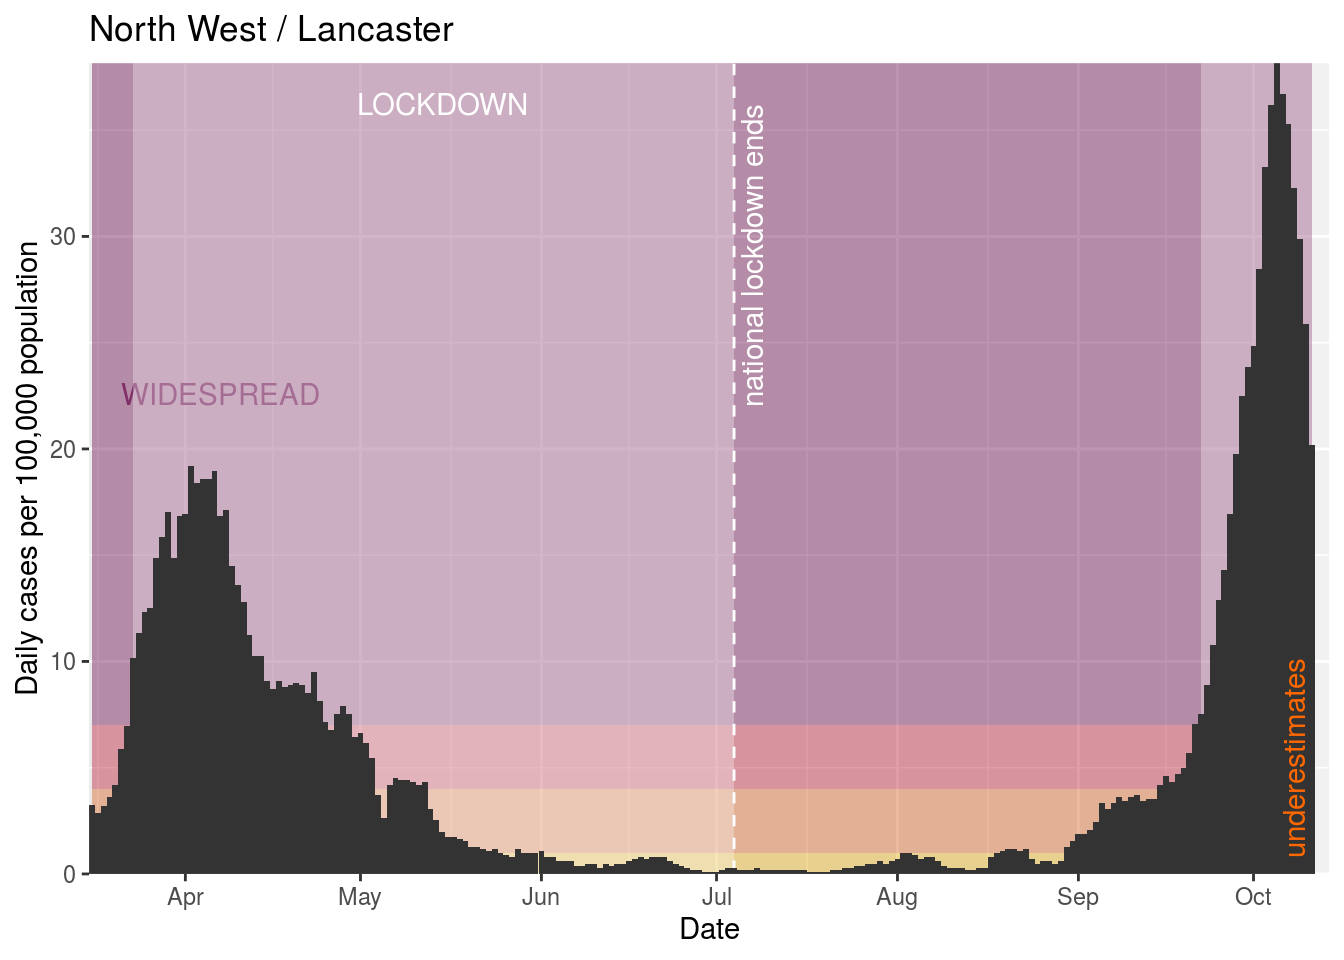 North West / Lancaster
LOCKDOWN
national lockdown ends
WIDESPREAD
underestimates
Daily cases per 100,000 population
30
20
10
0
Apr May Jun Jul Aug Sep Oct
Date